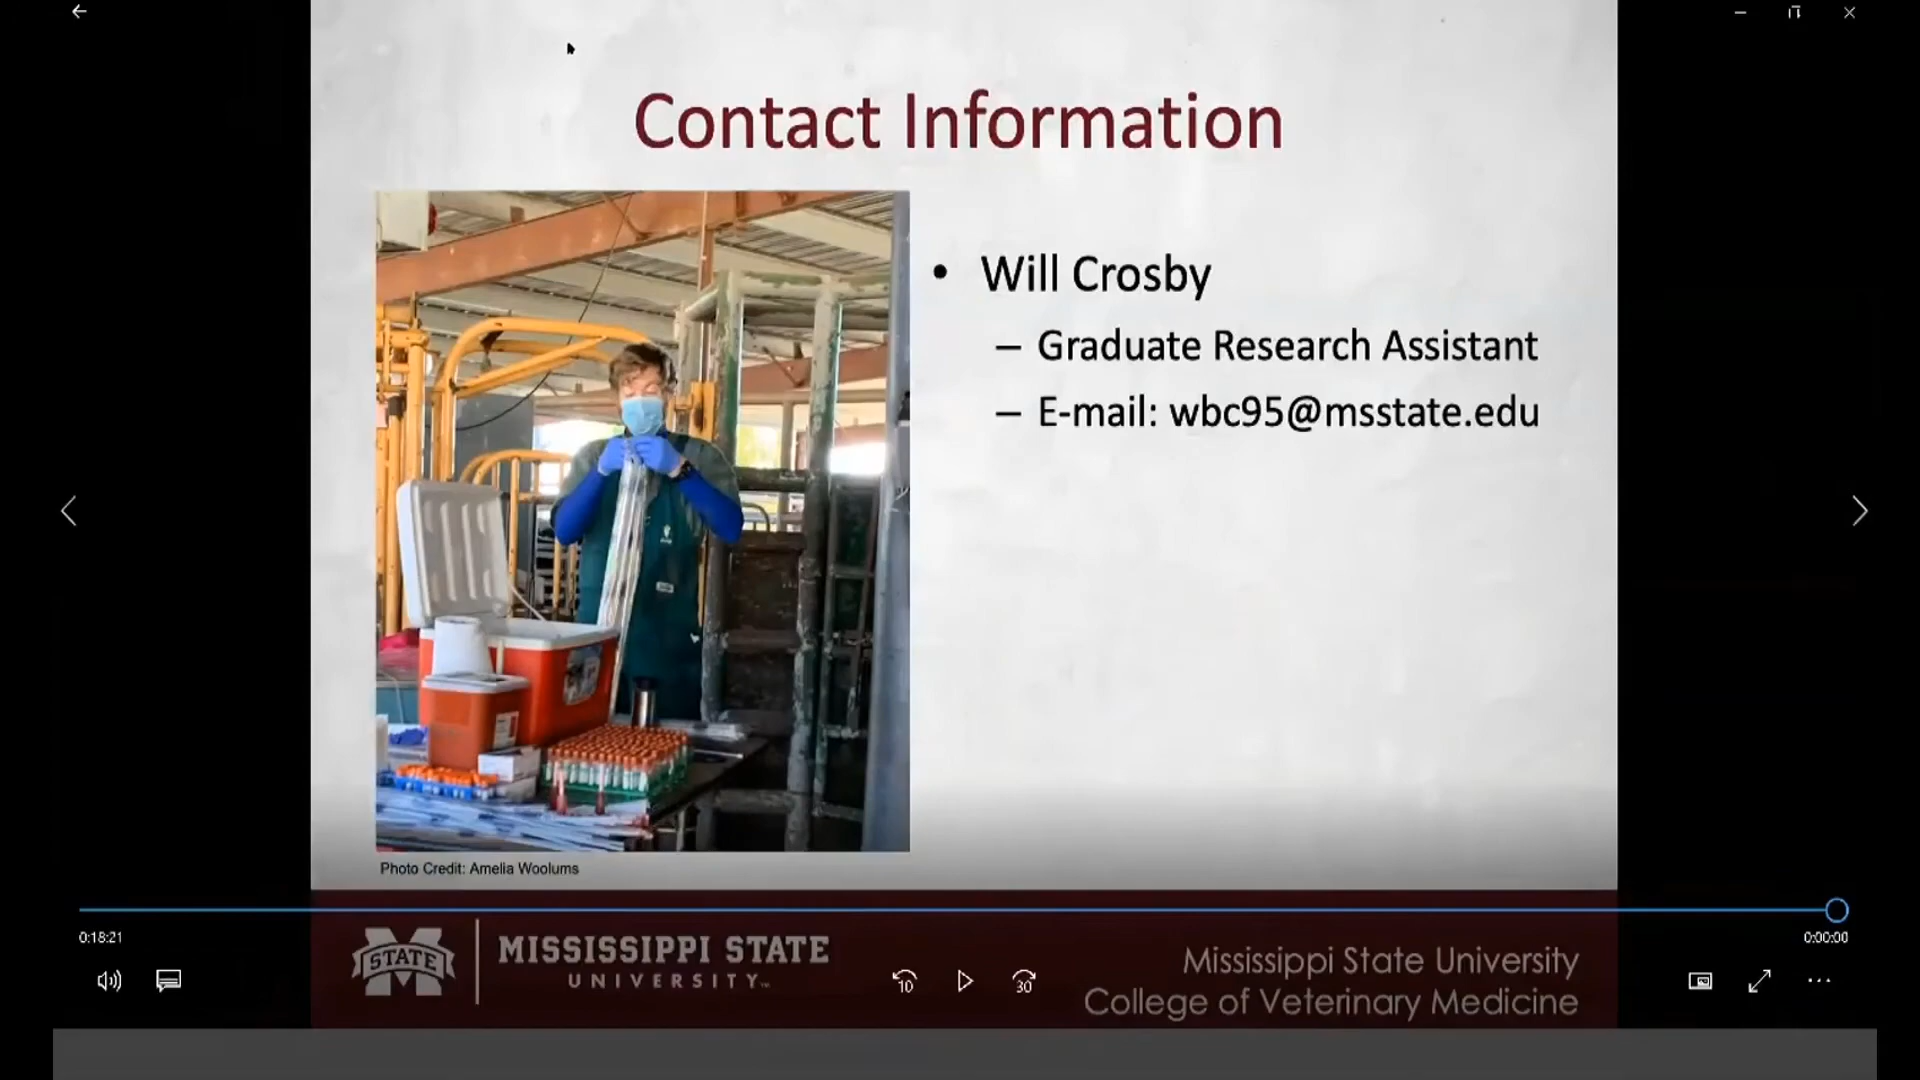 Contact Information
• Will Crosby
– Graduate Research Assistant
– E-mail: wbc95@msstate.edu
Photo Credit: Amelia Woolums
0:18:21
0:00:00
STATE
MISSISSIPPI STATE
UNIVERSITY™
10
30
Mississippi State University
College of Veterinary Medicine